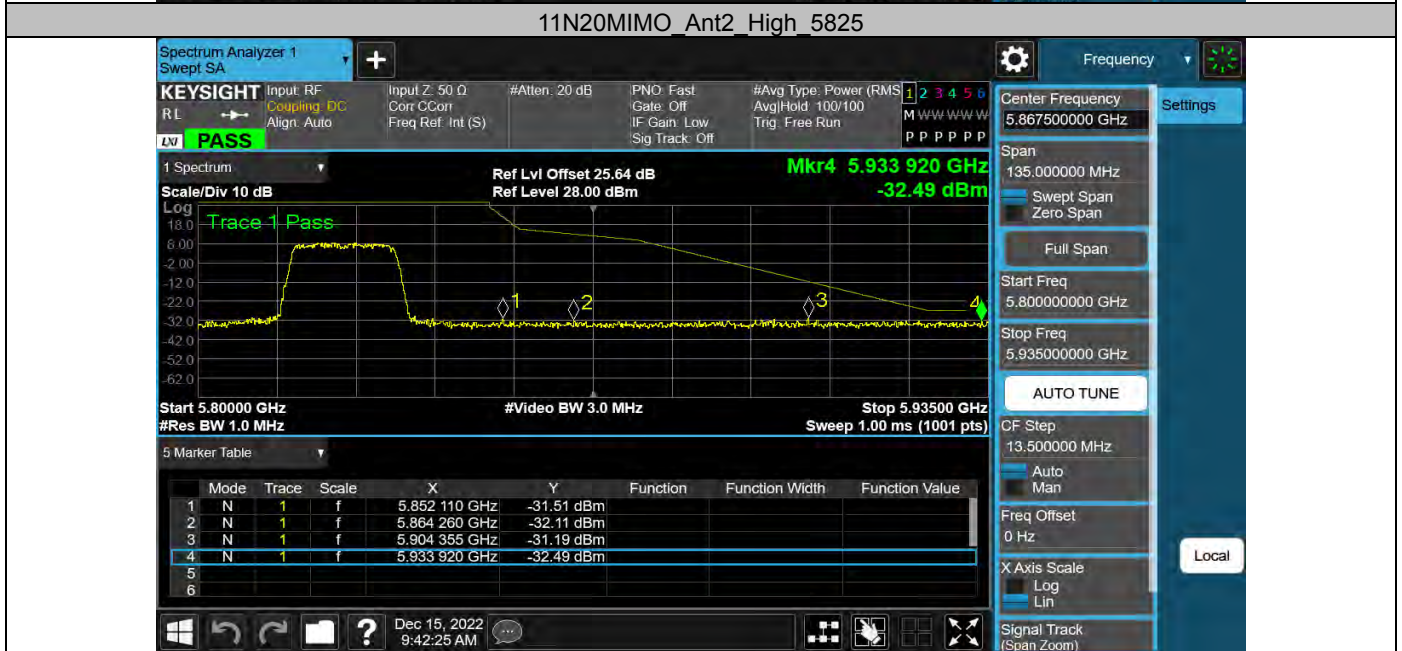 11N20MIMO_Ant2_High_5825
Spectrum Analyzer 1
Swept SA
Frequency
KEYSIGHT
RL
LXI PASS
Input: RF
Coupling: DC
Align: Auto
Input Z: 50 Ω
Corr CCorr
Freq Ref: Int (S)
#Atten: 20 dB
PNO: Fast
Gate: Off
IF Gain: Low
Sig Track: Off
#Avg Type: Power (RMS
Avg|Hold: 100/100
Trig: Free Run
1 2 3 4 5 6
M W W W W W
P P P P P P
1 Spectrum
Scale/Div 10 dB
Ref Lvl Offset 25.64 dB
Ref Level 28.00 dBm
Mkr4 5.933 920 GHz
-32.49 dBm
Log
Trace 1 Pass
18.0
8.00
-2.00
-12.0
-22.0
-32.0
-42.0
-52.0
-62.0
1
2
3
4
Start 5.80000 GHz
#Video BW 3.0 MHz
Stop 5.93500 GHz
#Res BW 1.0 MHz
Sweep 1.00 ms (1001 pts)
5 Marker Table
Mode Trace Scale X Y Function Function Width Function Value
1 N 1 f 5.852 110 GHz -31.51 dBm
2 N 1 f 5.864 260 GHz -32.11 dBm
3 N 1 f 5.904 355 GHz -31.19 dBm
4 N 1 f 5.933 920 GHz -32.49 dBm
5
6
Dec 15, 2022
9:42:25 AM
Center Frequency
5.867500000 GHz
Settings
Span
135.000000 MHz
Swept Span
Zero Span
Full Span
Start Freq
5.800000000 GHz
Stop Freq
5.935000000 GHz
AUTO TUNE
CF Step
13.500000 MHz
Auto
Man
Freq Offset
0 Hz
Local
X Axis Scale
Log
Lin
Signal Track
(Span Zoom)